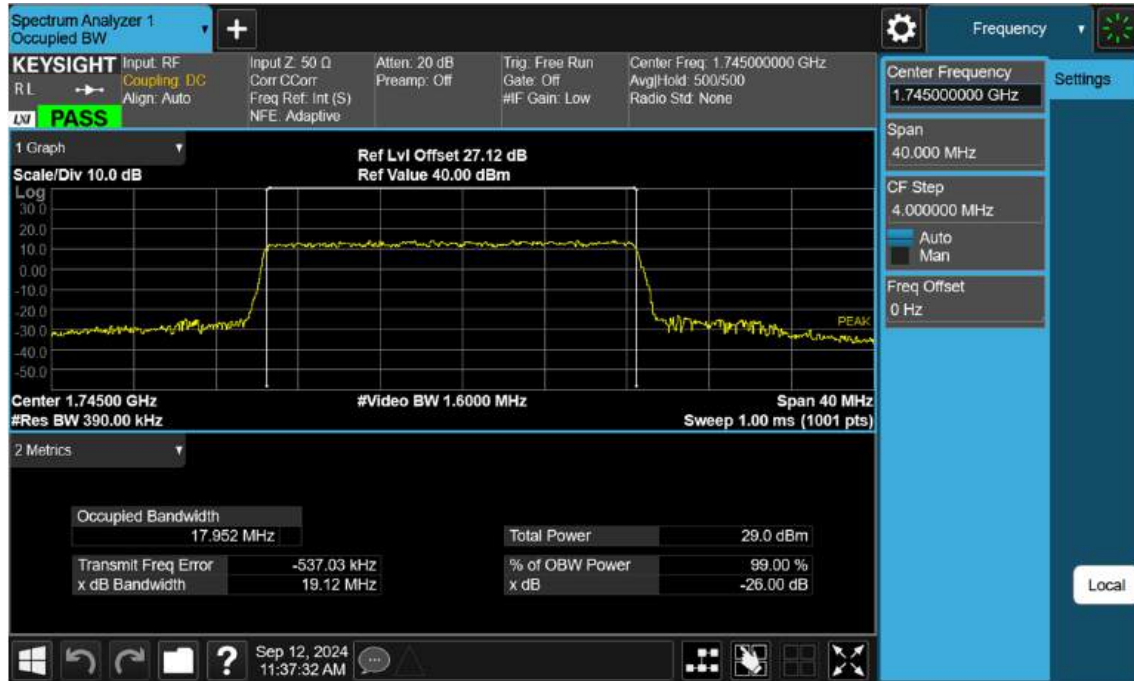 Spectrum Analyzer 1
Occupied BW
+
Frequency
KEYSIGHT
R L
LXI
PASS
Input: RF
Coupling: DC
Align: Auto
Input Z: 50 Ω
Corr CCorr
Freq Ref: Int (S)
NFE: Adaptive
Atten: 20 dB
Preamp: Off
Trig: Free Run
Gate: Off
#IF Gain: Low
Center Freq: 1.745000000 GHz
Avg|Hold: 500/500
Radio Std: None
1 Graph
Scale/Div 10.0 dB
Ref Lvl Offset 27.12 dB
Ref Value 40.00 dBm
Log
30.0
20.0
10.0
0.00
-10.0
-20.0
-30.0
-40.0
-50.0
PEAK
Center 1.74500 GHz
#Video BW 1.6000 MHz
Span 40 MHz
#Res BW 390.00 kHz
Sweep 1.00 ms (1001 pts)
2 Metrics
Occupied Bandwidth
17.952 MHz
Total Power 29.0 dBm
Transmit Freq Error -537.03 kHz
% of OBW Power 99.00 %
x dB Bandwidth 19.12 MHz
x dB -26.00 dB
?
Sep 12, 2024
11:37:32 AM
Center Frequency
1.745000000 GHz
Settings
Span
40.000 MHz
CF Step
4.000000 MHz
Auto
Man
Freq Offset
0 Hz
Local